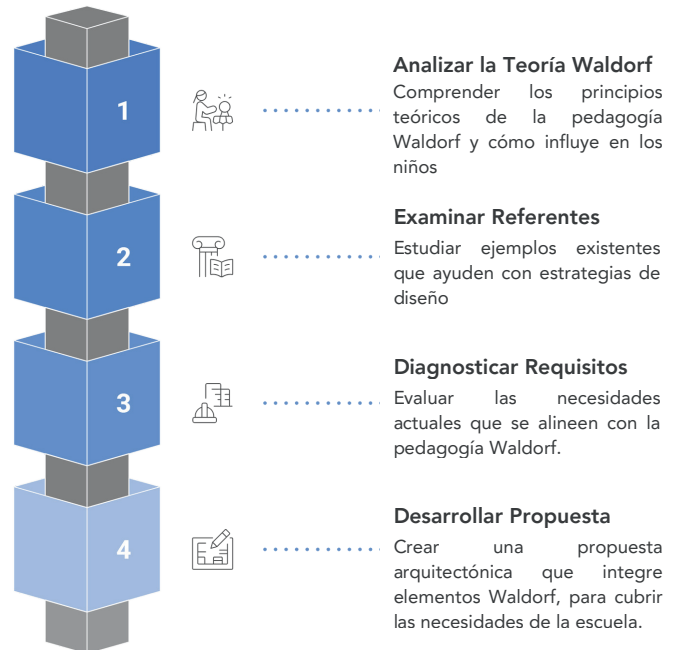 1
Analizar la Teoría Waldorf
Comprender los principios
teóricos de la pedagogía
Waldorf y cómo influye en los
niños
2
Examinar Referentes
Estudiar ejemplos existentes
que ayuden con estrategias de
diseño
3
Diagnosticar Requisitos
Evaluar las necesidades
actuales que se alineen con la
pedagogía Waldorf.
4
Desarrollar Propuesta
Crear una propuesta
arquitectónica que integre
elementos Waldorf, para cubrir
las necesidades de la escuela.